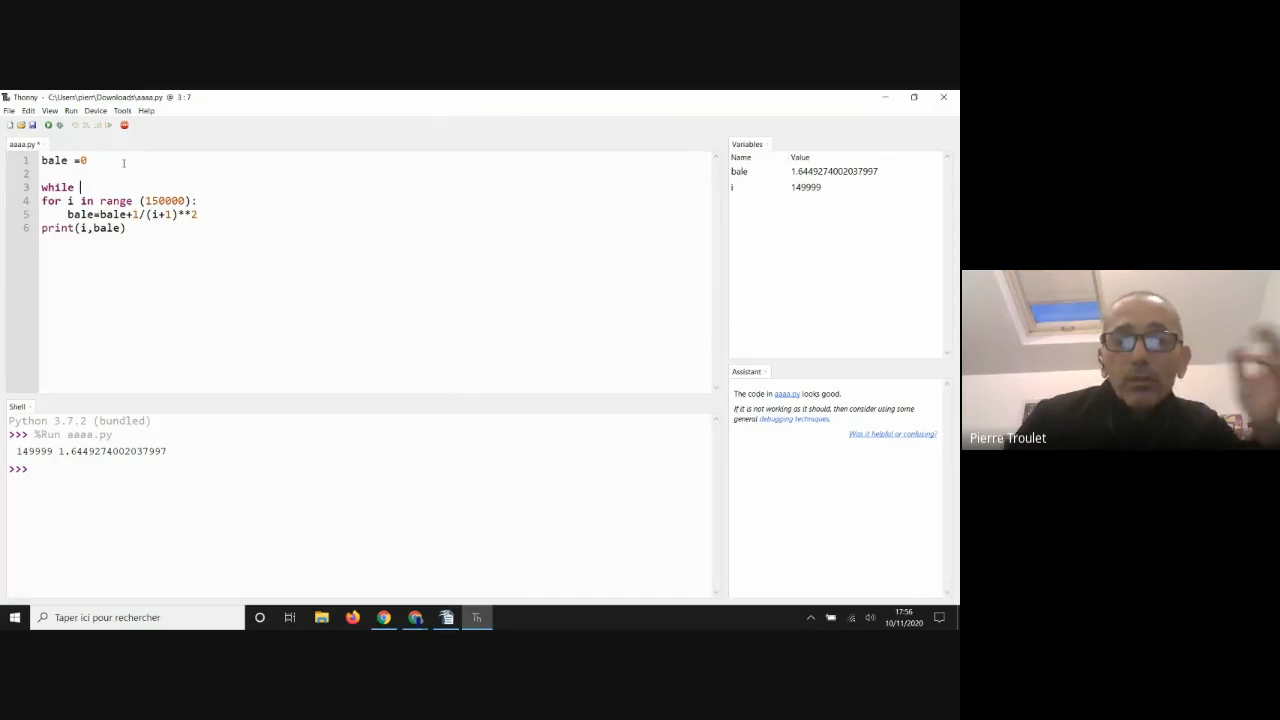 Thonny - C:\Users\pierr\Downloads\aaaa.py @ 3:7
File Edit View Run Device Tools Help
aaaa.py *
1 bale =0
2
3 while
4 for i in range (150000):
5 bale=bale+1/(i+1)**2
6 print(i,bale)
Variables
Name Value
bale 1.6449274002037997
i 149999
Assistant
The code in aaaa.py looks good.
If it is not working as it should, then consider using some
general debugging techniques.
Was it helpful or confusing?
Shell
Python 3.7.2 (bundled)
>>> %Run aaaa.py
149999 1.6449274002037997
>>>
Pierre Troulet
Taper ici pour rechercher
Th
17:56
10/11/2020